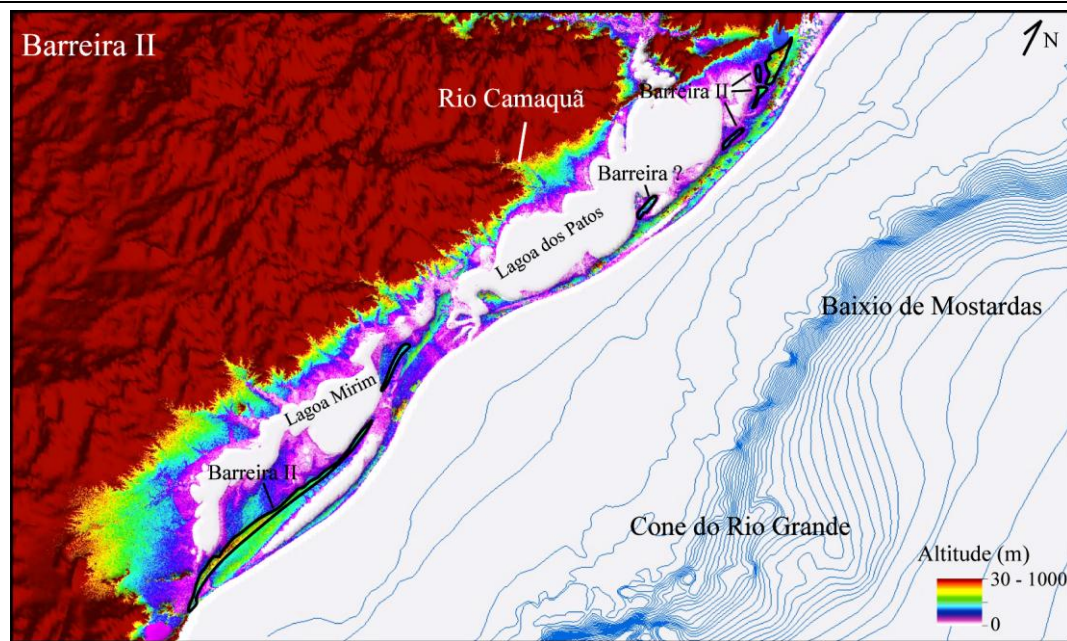 Barreira II
N
Rio Camaquã
Barreira II
Barreira ?
Lagoa dos Patos
Baixio de Mostardas
Lagoa Mirim
Barreira II
Cone do Rio Grande
Altitude (m)
30 - 1000
0